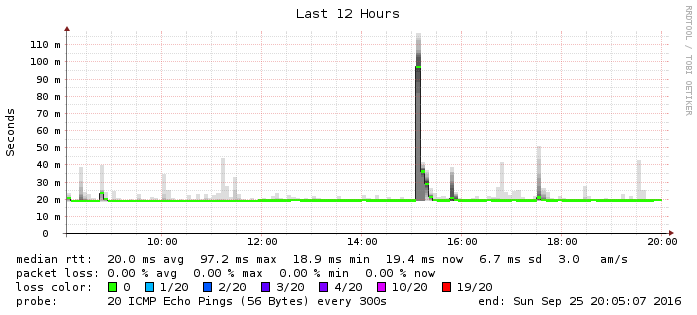 Last 12 Hours
RRDTOOL / TOBI OETIKER
Seconds
110 m
100 m
90 m
80 m
70 m
60 m
50 m
40 m
30 m
20 m
10 m
0
10:00 12:00 14:00 16:00 18:00 20:00
median rtt: 20.0 ms avg 97.2 ms max 18.9 ms min 19.4 ms now 6.7 ms sd 3.0 am/s
packet loss: 0.00 % avg 0.00 % max 0.00 % min 0.00 % now
loss color: 0 1/20 2/20 3/20 4/20 10/20 19/20
probe: 20 ICMP Echo Pings (56 Bytes) every 300s end: Sun Sep 25 20:05:07 2016